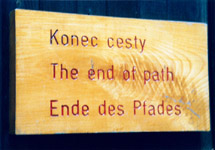 Konec cesty
The end of path
Ende des Pfades